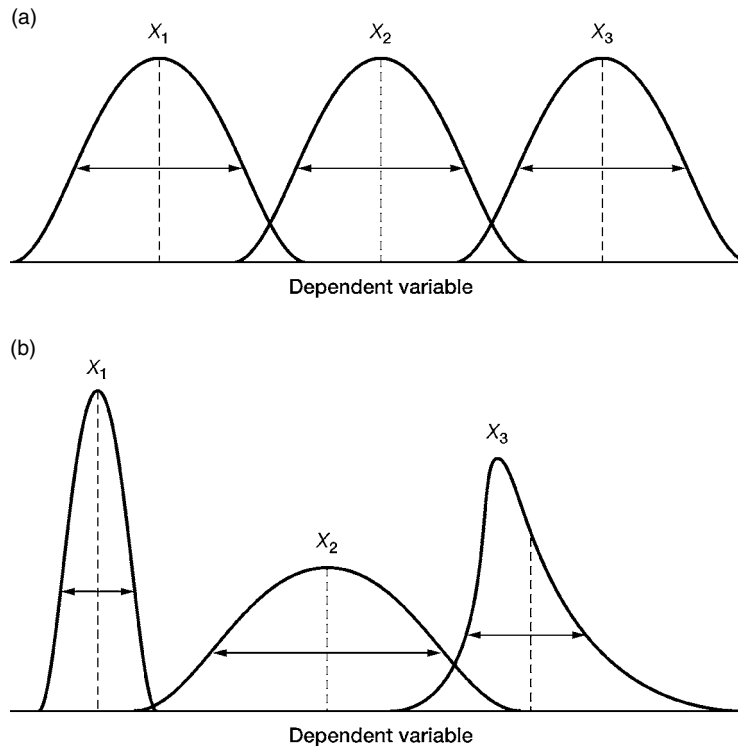 (a)
X1 X2 X3
Dependent variable
(b)
X1
X3
X2
Dependent variable